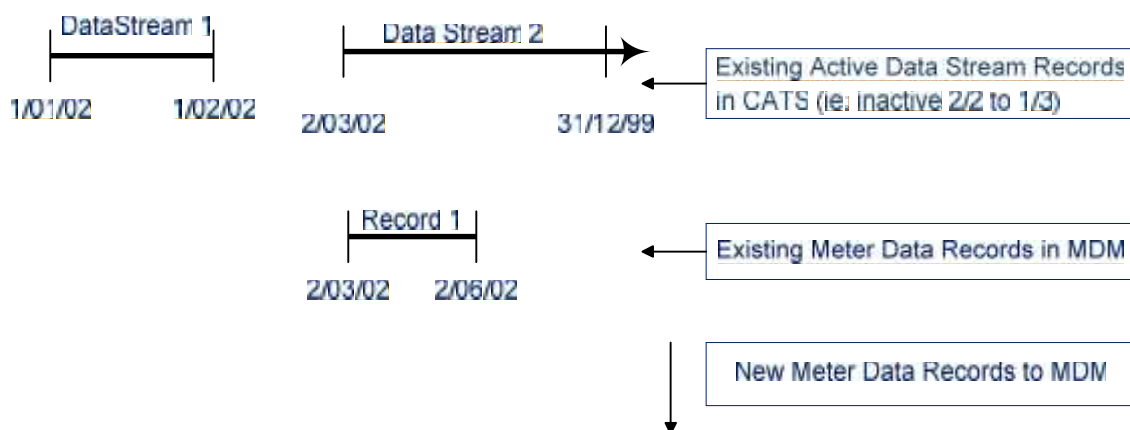 DataStream 1
Data Stream 2
1/01/02
1/02/02
2/03/02
31/12/99
Existing Active Data Stream Records
in CATS (ie: inactive 2/2 to 1/3)
Record 1
2/03/02
2/06/02
Existing Meter Data Records in MDM
New Meter Data Records to MDM